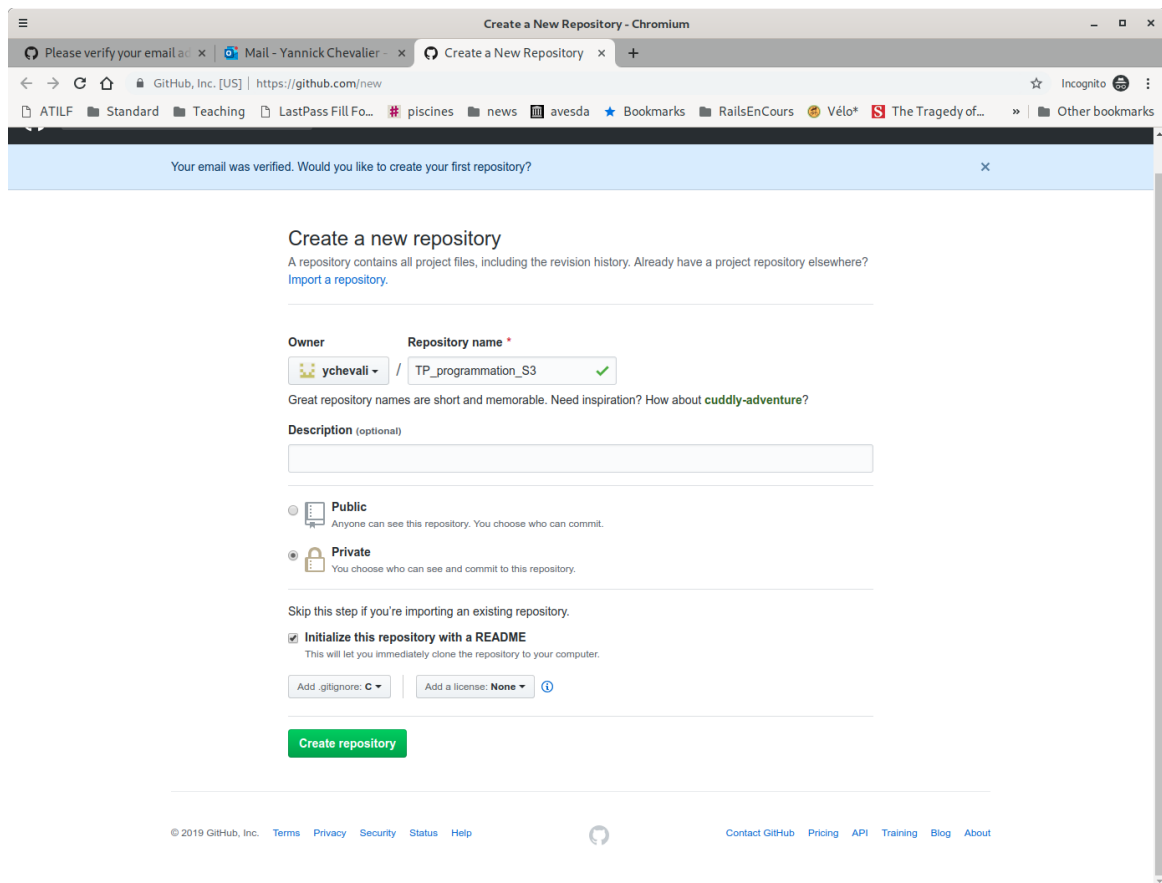 Create a New Repository - Chromium
Please verify your email ad
Mail - Yannick Chevalier -
Create a New Repository
GitHub, Inc. [US] | https://github.com/new
Incognito
ATILF Standard Teaching LastPass Fill Fo... piscines news avesda Bookmarks RailsEnCours Vélo* The Tragedy of... » Other bookmarks
Your email was verified. Would you like to create your first repository?
Create a new repository
A repository contains all project files, including the revision history. Already have a project repository elsewhere?
Import a repository.
Owner Repository name *
ychevali / TP_programmation_S3
Great repository names are short and memorable. Need inspiration? How about cuddly-adventure?
Description (optional)
Public
Anyone can see this repository. You choose who can commit.
Private
You choose who can see and commit to this repository.
Skip this step if you're importing an existing repository.
Initialize this repository with a README
This will let you immediately clone the repository to your computer.
Add .gitignore: C Add a license: None
Create repository
© 2019 GitHub, Inc. Terms Privacy Security Status Help Contact GitHub Pricing API Training Blog About